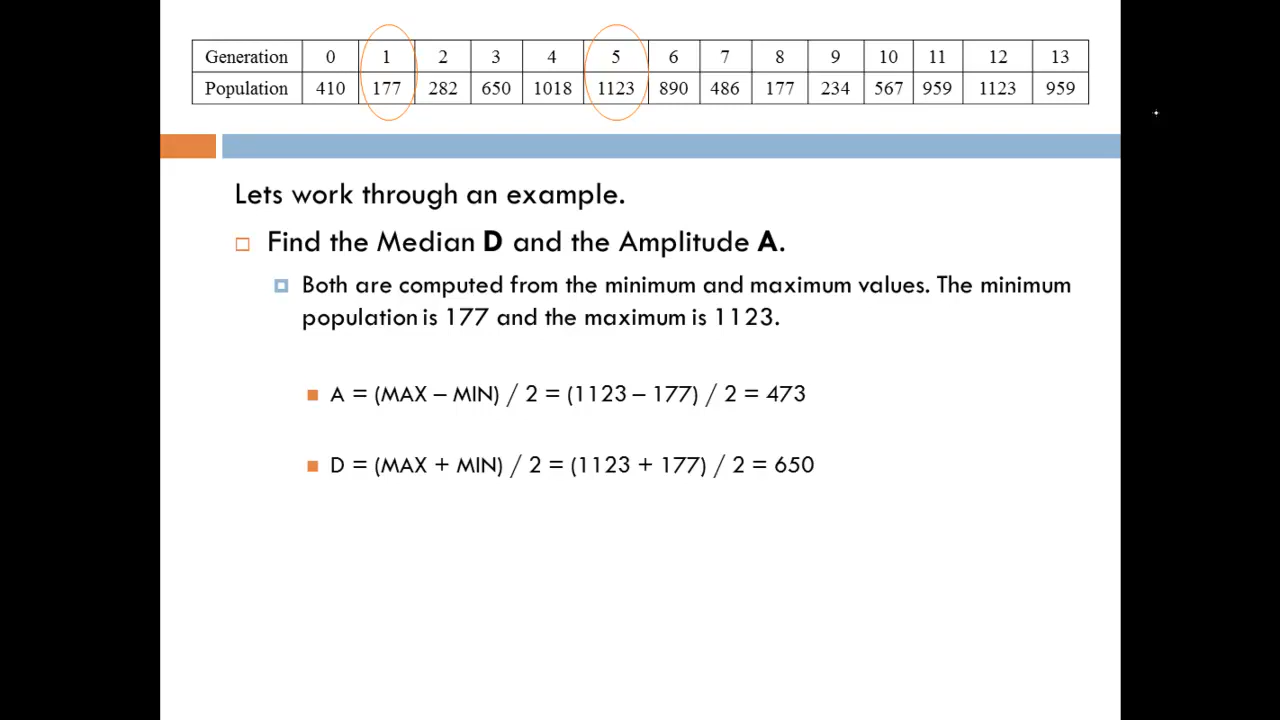 Generation 0 1 2 3 4 5 6 7 8 9 10 11 12 13
Population 410 177 282 650 1018 1123 890 486 177 234 567 959 1123 959
Lets work through an example.
Find the Median D and the Amplitude A.
Both are computed from the minimum and maximum values. The minimum
population is 177 and the maximum is 1123.
A = (MAX – MIN) / 2 = (1123 – 177) / 2 = 473
D = (MAX + MIN) / 2 = (1123 + 177) / 2 = 650